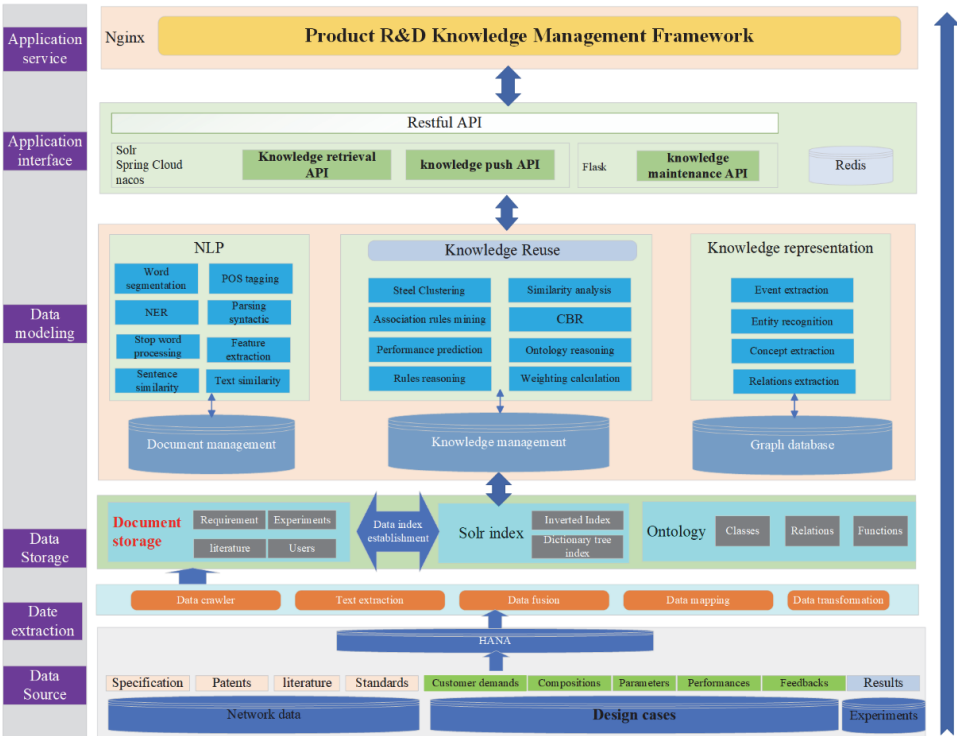 Application
service
Nginx
Product R&D Knowledge Management Framework
Application
interface
Restful API
Solr
Spring Cloud
nacos
Knowledge retrieval
API
knowledge push API
Flask
knowledge
maintenance API
Redis
Data
modeling
NLP
Word
segmentation
POS tagging
NER
Parsing
syntactic
Stop word
processing
Feature
extraction
Sentence
similarity
Text similarity
Document management
Knowledge Reuse
Steel Clustering
Similarity analysis
Association rules mining
CBR
Performance prediction
Ontology reasoning
Rules reasoning
Weighting calculation
Knowledge management
Knowledge representation
Event extraction
Entity recognition
Concept extraction
Relations extraction
Graph database
Data
Storage
Document
storage
Requirement
Experiments
literature
Users
Data index
establishment
Solr index
Inverted Index
Dictionary tree
index
Ontology
Classes
Relations
Functions
Date
extraction
Data crawler
Text extraction
Data fusion
Data mapping
Data transformation
HANA
Data
Source
Specification
Patents
literature
Standards
Customer demands
Compositions
Parameters
Performances
Feedbacks
Results
Network data
Design cases
Experiments